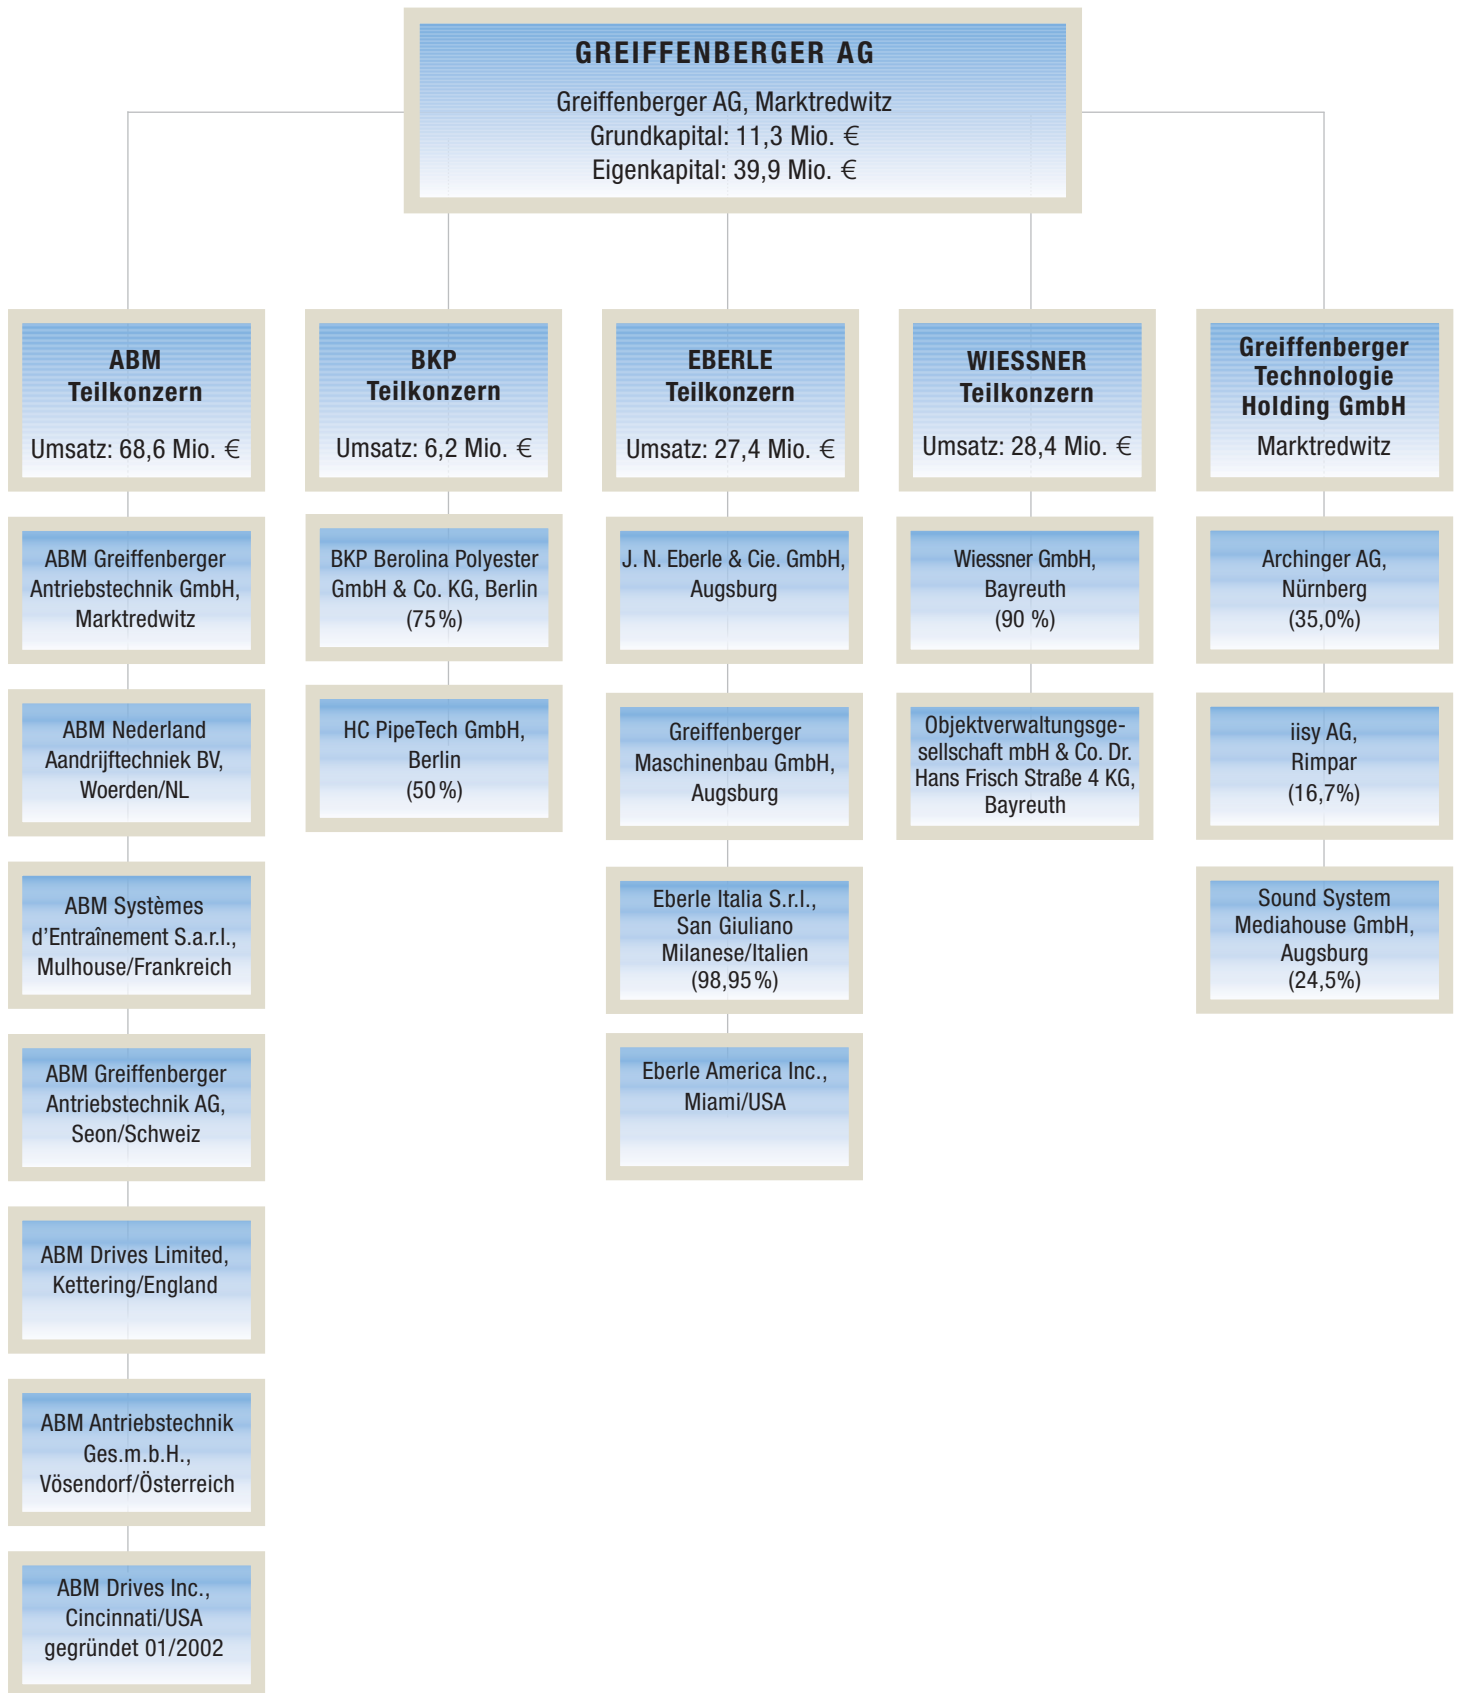 GREIFFENBERGER AG
Greiffenberger AG, Marktredwitz
Grundkapital: 11,3 Mio. €
Eigenkapital: 39,9 Mio. €
ABM
Teilkonzern
Umsatz: 68,6 Mio. €
ABM Greiffenberger
Antriebstechnik GmbH,
Marktredwitz
ABM Nederland
Aandrijftechniek BV,
Woerden/NL
ABM Systèmes
d’Entraînement S.a.r.l.,
Mulhouse/Frankreich
ABM Greiffenberger
Antriebstechnik AG,
Seon/Schweiz
ABM Drives Limited,
Kettering/England
ABM Antriebstechnik
Ges.m.b.H.,
Vösendorf/Österreich
ABM Drives Inc.,
Cincinnati/USA
gegründet 01/2002
BKP
Teilkonzern
Umsatz: 6,2 Mio. €
BKP Berolina Polyester
GmbH & Co. KG, Berlin
(75%)
HC PipeTech GmbH,
Berlin
(50%)
EBERLE
Teilkonzern
Umsatz: 27,4 Mio. €
J. N. Eberle & Cie. GmbH,
Augsburg
Greiffenberger
Maschinenbau GmbH,
Augsburg
Eberle Italia S.r.l.,
San Giuliano
Milanese/Italien
(98,95%)
Eberle America Inc.,
Miami/USA
WIESSNER
Teilkonzern
Umsatz: 28,4 Mio. €
Wiessner GmbH,
Bayreuth
(90 %)
Objektverwaltungsge-
sellschaft mbH & Co. Dr.
Hans Frisch Straße 4 KG,
Bayreuth
Greiffenberger
Technologie
Holding GmbH
Marktredwitz
Archinger AG,
Nürnberg
(35,0%)
iisy AG,
Rimpar
(16,7%)
Sound System
Mediahouse GmbH,
Augsburg
(24,5%)